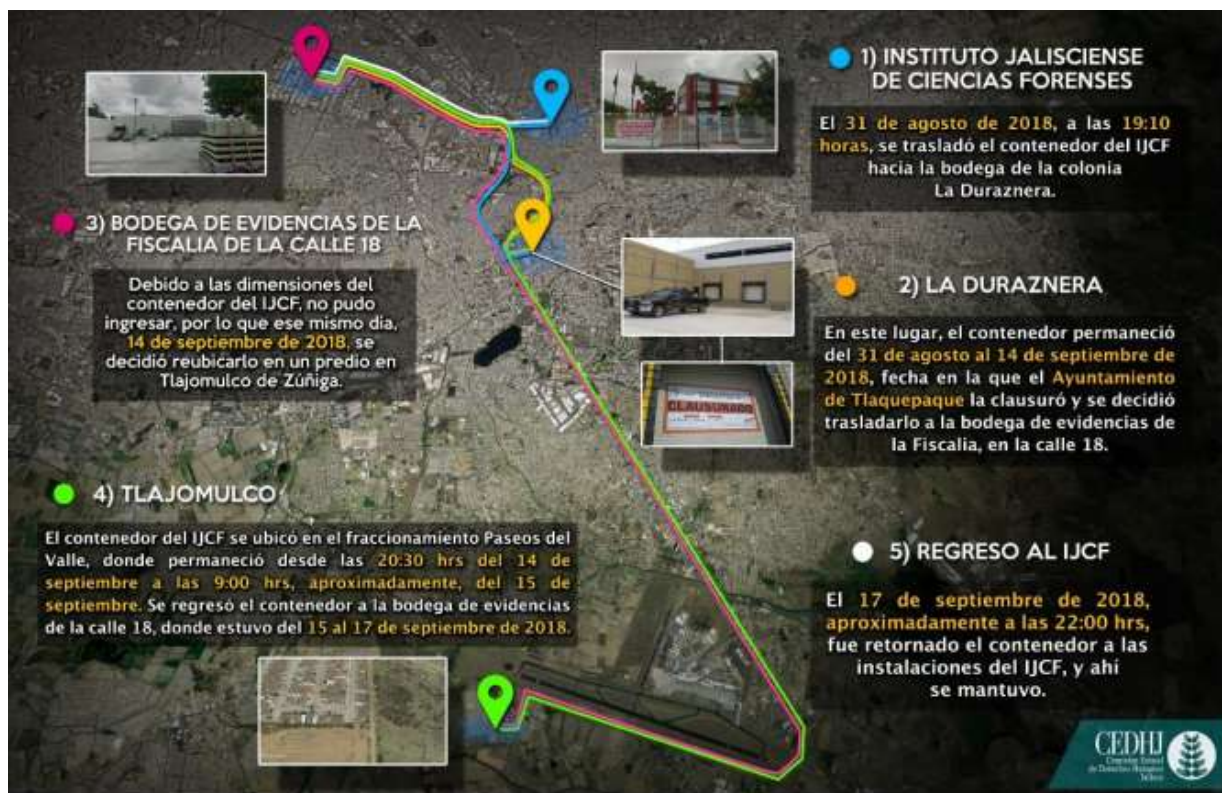 1) INSTITUTO JALISCIENSE
DE CIENCIAS FORENSES
El 31 de agosto de 2018, a las 19:10
horas, se trasladó el contenedor del IJCF
hacia la bodega de la colonia
La Duraznera.
2) LA DURAZNERA
En este lugar, el contenedor permaneció
del 31 de agosto al 14 de septiembre de
2018, fecha en la que el Ayuntamiento
de Tlaquepaque la clausuró y se decidió
trasladarlo a la bodega de evidencias de
la Fiscalia, en la calle 18.
CLAUSURADO
3) BODEGA DE EVIDENCIAS DE LA
FISCALIA DE LA CALLE 18
Debido a las dimensiones del
contenedor del IJCF, no pudo
ingresar, por lo que ese mismo día,
14 de septiembre de 2018, se
decidió reubicarlo en un predio en
Tlajomulco de Zúñiga.
4) TLAJOMULCO
El contenedor del IJCF se ubicó en el fraccionamiento Paseos del
Valle, donde permaneció desde las 20:30 hrs del 14 de
septiembre a las 9:00 hrs, aproximadamente, del 15 de
septiembre. Se regresó el contenedor a la bodega de evidencias
de la calle 18, donde estuvo del 15 al 17 de septiembre de 2018.
5) REGRESO AL IJCF
El 17 de septiembre de 2018,
aproximadamente a las 22:00 hrs,
fue retornado el contenedor a las
instalaciones del IJCF, y ahí
se mantuvo.
CEDHJ
Comisión Estatal
de Derechos Humanos
Jalisco